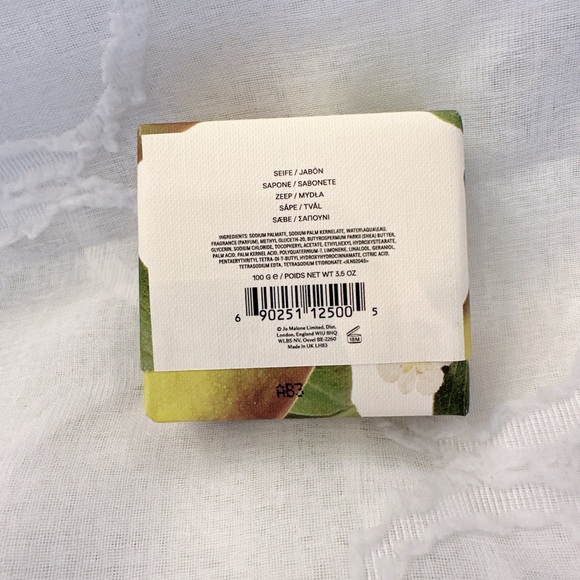 SEIFE / JABÓN
SAPONE / SABONETE
ZEEP / MYDŁA
SÅPE / TVÅL
SÆBE / ΣΑΠΟΥΝΙ
INGREDIENTS: SODIUM PALMATE, SODIUM PALM KERNELATE, WATER\AQUA\EAU,
FRAGRANCE (PARFUM), METHYL GLUCETH-20, BUTYROSPERMUM PARKII (SHEA) BUTTER,
GLYCERIN, SODIUM CHLORIDE, TOCOPHERYL ACETATE, ETHYLHEXYL HYDROXYSTEARATE,
PALM ACID, PALM KERNEL ACID, POLYQUATERNIUM-7, LIMONENE, LINALOOL, GERANIOL,
PENTAERYTHRITYL TETRA-DI-T-BUTYL HYDROXYHYDROCINNAMATE, CITRIC ACID,
TETRASODIUM EDTA, TETRASODIUM ETIDRONATE <ILN62043>
100 G ℮ / POIDS NET WT 3.5 OZ
6 90251 12500 5
© Jo Malone Limited, Dist,
London, England W1U 8HQ
WLBS NV, Oevel BE-2260
Made in UK LH93
18M
AB3